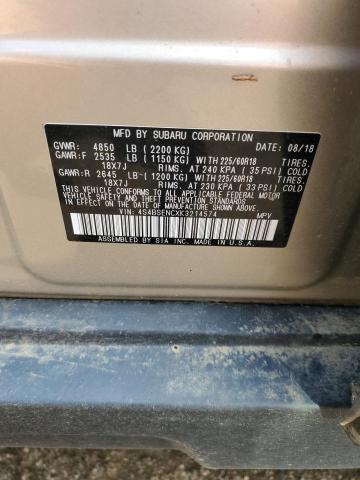 MFD. BY SUBARU CORPORATION DATE: 08/18
GVWR: 4850 LB (2200 KG)
GAWR: F 2535 LB (1150 KG) WITH 225/60R18 TIRES.
18X7J RIMS. AT 240 KPA (35 PSI) COLD
GAWR: R 2645 LB (1200 KG) WITH 225/60R18 TIRES.
18X7J RIMS. AT 230 KPA (33 PSI) COLD
THIS VEHICLE CONFORMS TO ALL APPLICABLE FEDERAL MOTOR
VEHICLE SAFETY AND THEFT PREVENTION STANDARDS IN EFFECT
ON THE DATE OF MANUFACTURE SHOWN ABOVE.
VIN: 4S4BSENCXK3214574 MPV
ASSEMBLED BY SIA INC. IN U.S.A.